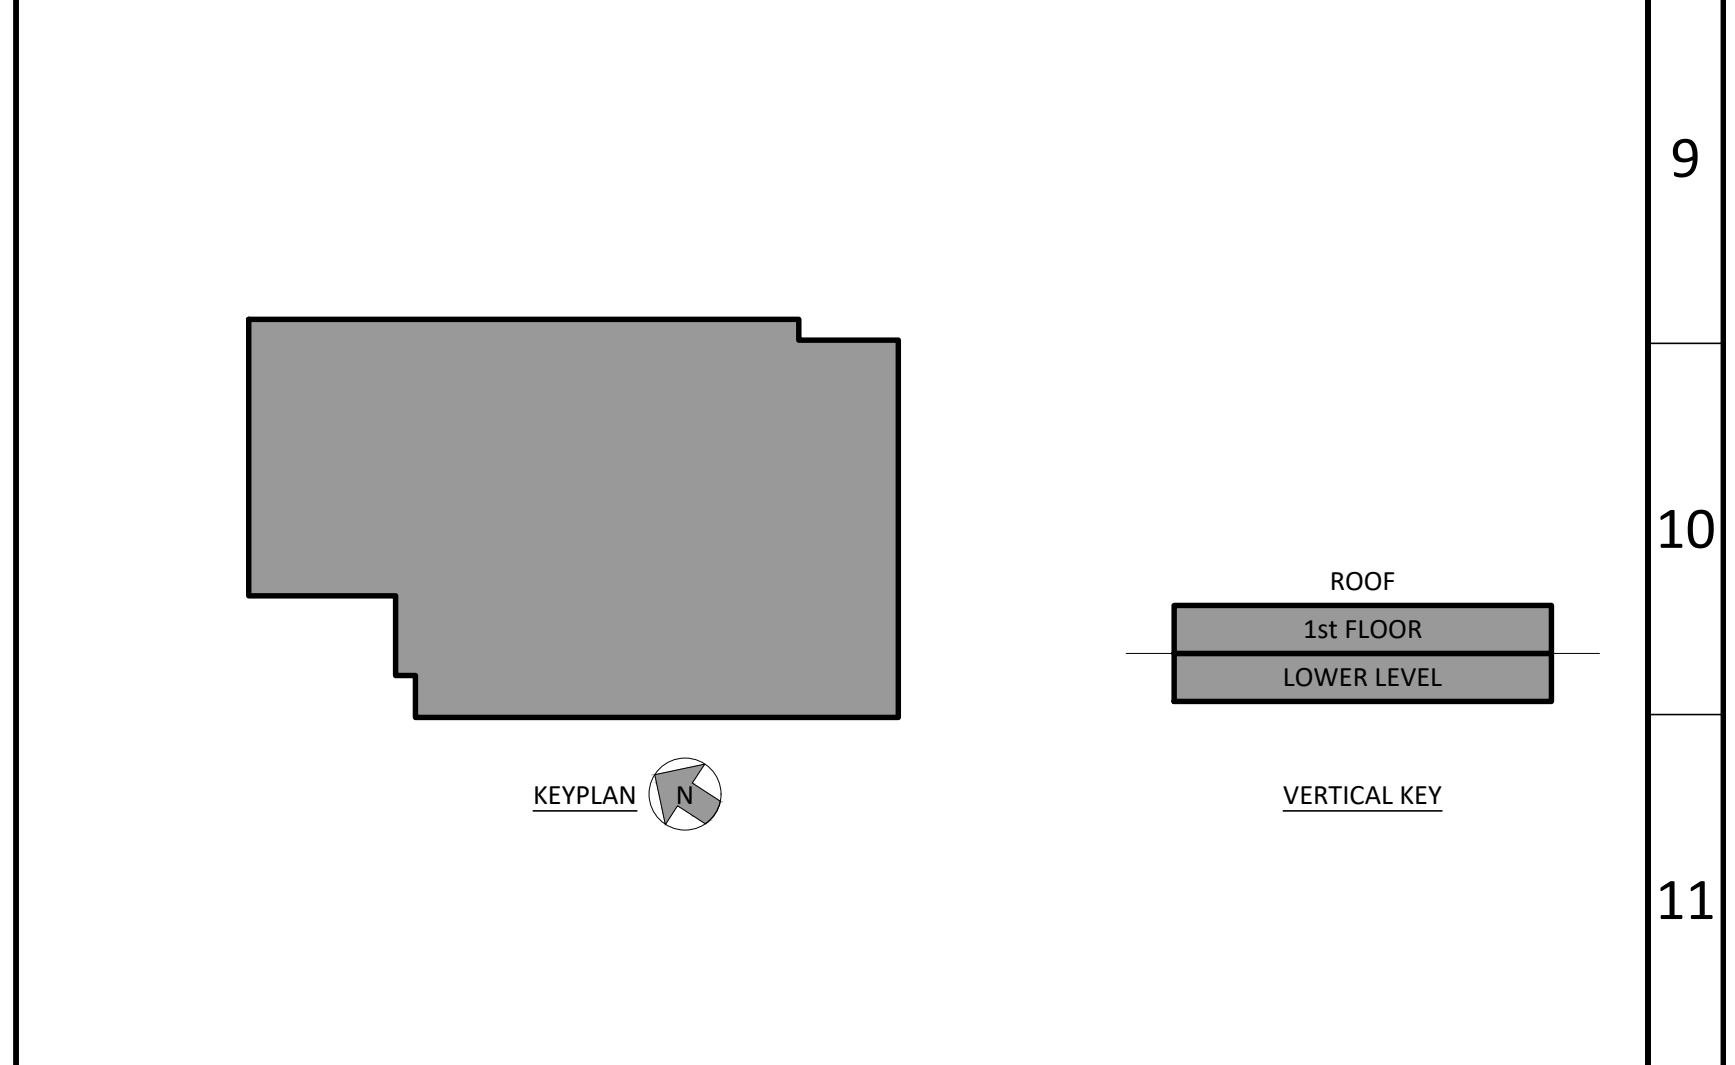 9
10
ROOF
1st FLOOR
LOWER LEVEL
KEYPLAN
N
VERTICAL KEY
11